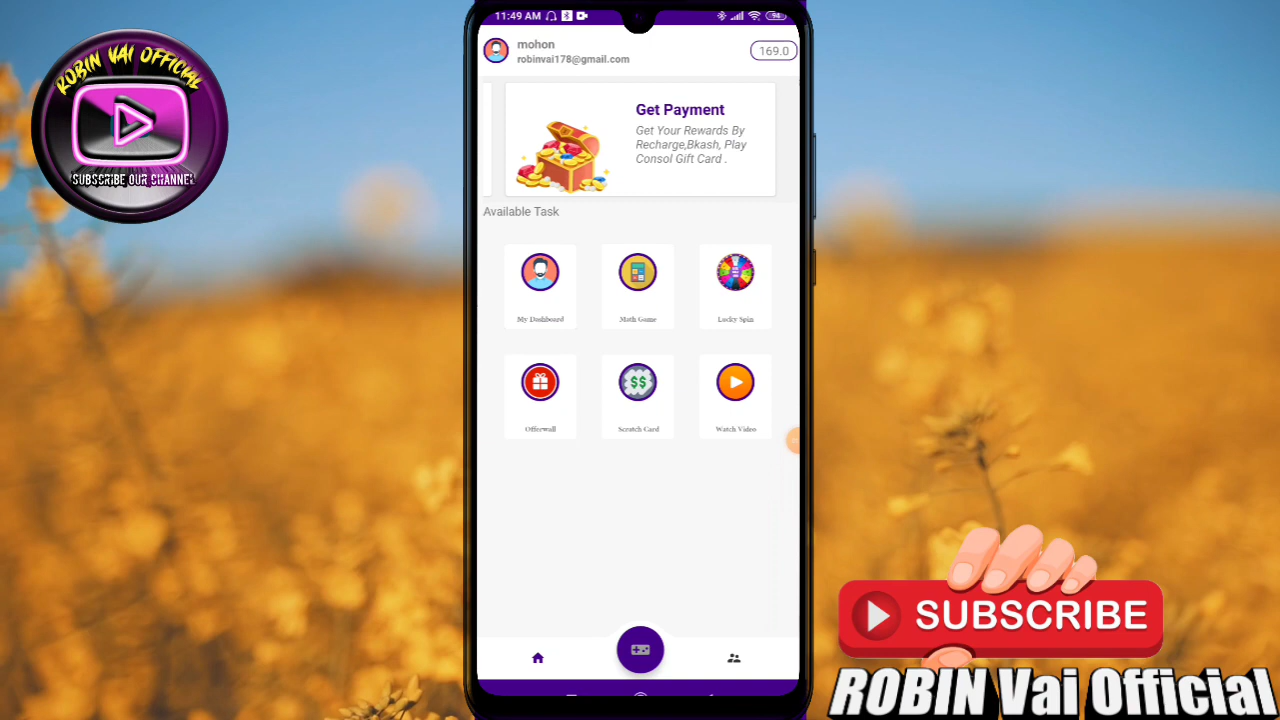 ROBIN VAI OFFICIAL
SUBSCRIBE OUR CHANNEL
11:49 AM
94
mohon
robinvai178@gmail.com
169.0
Get Payment
Get Your Rewards By
Recharge,Bkash, Play
Consol Gift Card .
Available Task
My Dashboard
Math Game
Lucky Spin
Offerwall
$$
Scratch Card
Watch Video
SUBSCRIBE
ROBIN Vai Official